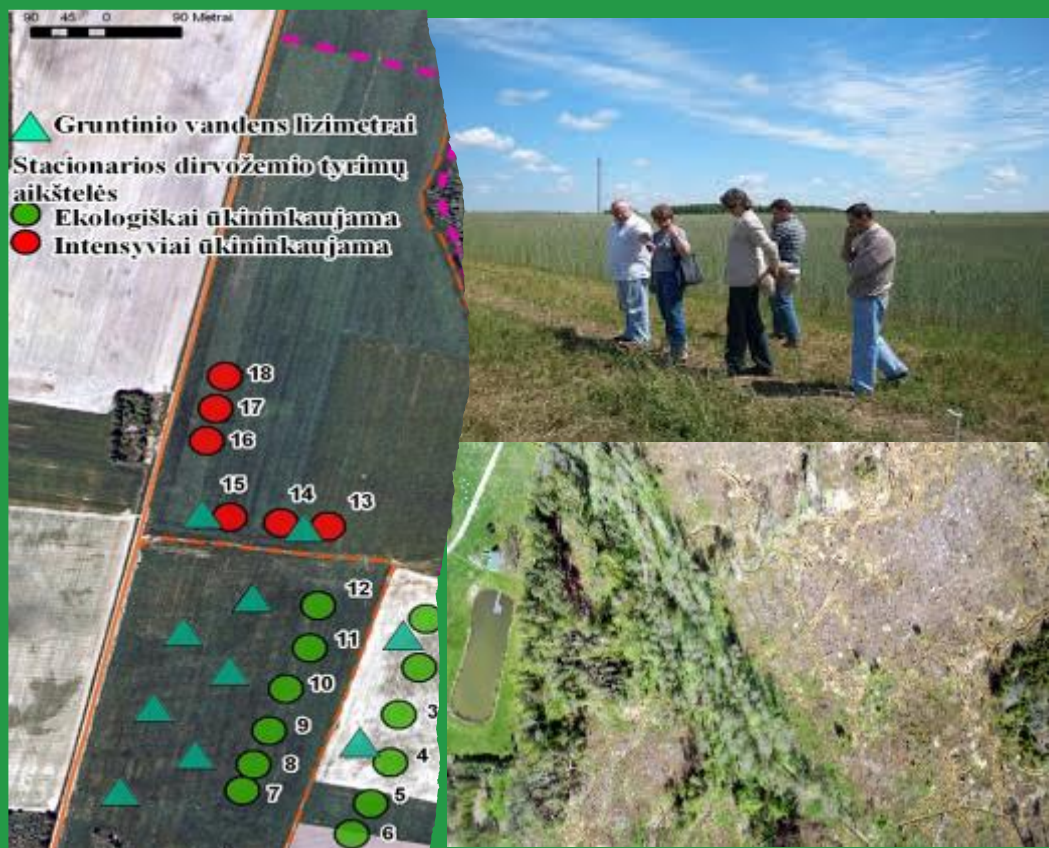 90 45 0 90 Metrai
Gruntinio vandens lizimetrai
Stacionarios dirvožemio tyrimų
aikštelės
Ekologiškai ūkininkaujama
Intensyviai ūkininkaujama
18
17
16
15
14
13
12
11
10
9
8
7
3
4
5
6